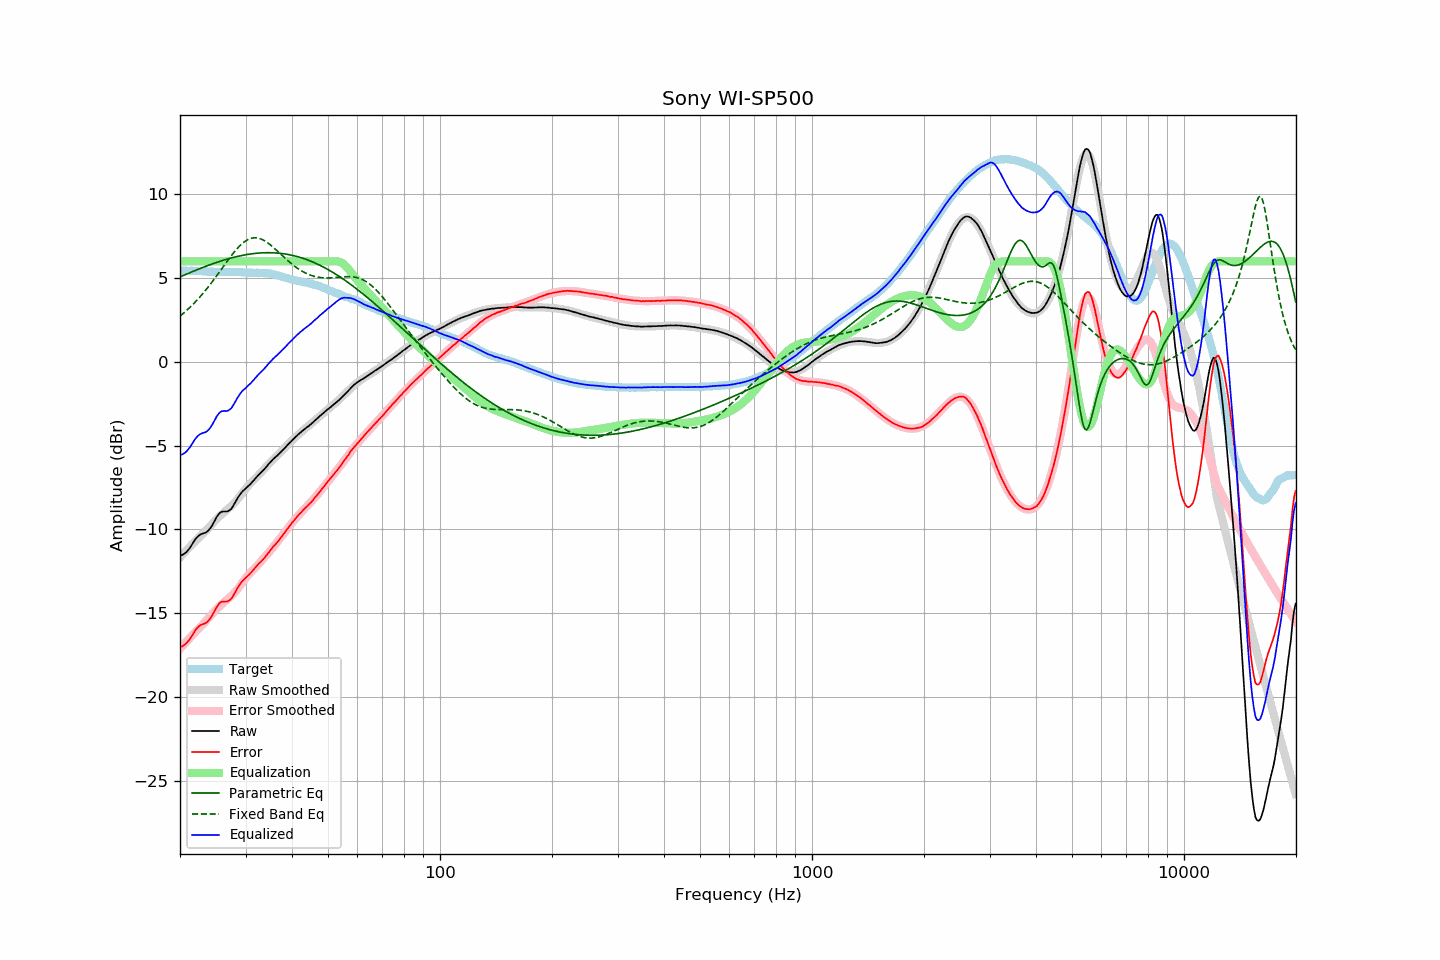 Sony WI-SP500
Amplitude (dBr)
10
5
0
−5
−10
−15
−20
−25
Target
Raw Smoothed
Error Smoothed
Raw
Error
Equalization
Parametric Eq
Fixed Band Eq
Equalized
100
1000
10000
Frequency (Hz)